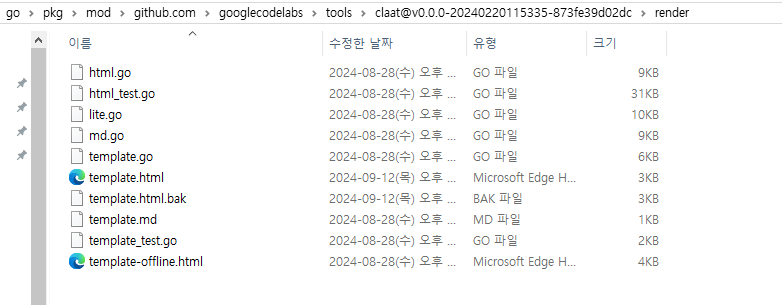 go > pkg > mod > github.com > googlecodelabs > tools > claat@v0.0.0-20240220115335-873fe39d02dc > render
이름 수정한 날짜 유형 크기
html.go 2024-08-28(수) 오후 ... GO 파일 9KB
html_test.go 2024-08-28(수) 오후 ... GO 파일 31KB
lite.go 2024-08-28(수) 오후 ... GO 파일 10KB
md.go 2024-08-28(수) 오후 ... GO 파일 9KB
template.go 2024-08-28(수) 오후 ... GO 파일 6KB
template.html 2024-09-12(목) 오후 ... Microsoft Edge H... 3KB
template.html.bak 2024-09-12(목) 오후 ... BAK 파일 3KB
template.md 2024-08-28(수) 오후 ... MD 파일 1KB
template_test.go 2024-08-28(수) 오후 ... GO 파일 2KB
template-offline.html 2024-08-28(수) 오후 ... Microsoft Edge H... 4KB